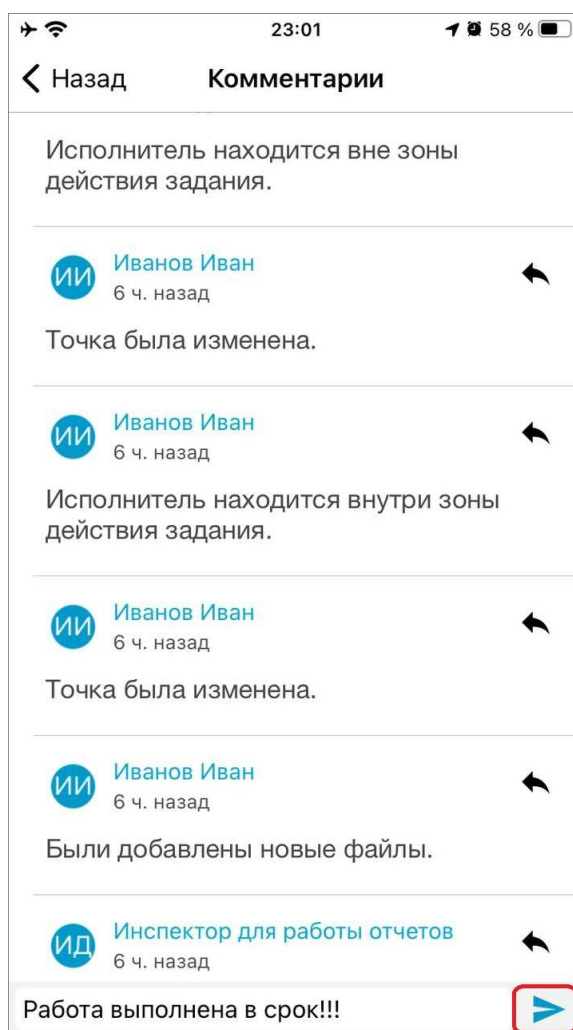 23:01
58 %
Назад
Комментарии
Исполнитель находится вне зоны
действия задания.
ИИ
Иванов Иван
6 ч. назад
Точка была изменена.
ИИ
Иванов Иван
6 ч. назад
Исполнитель находится внутри зоны
действия задания.
ИИ
Иванов Иван
6 ч. назад
Точка была изменена.
ИИ
Иванов Иван
6 ч. назад
Были добавлены новые файлы.
ИД
Инспектор для работы отчетов
6 ч. назад
Работа выполнена в срок!!!